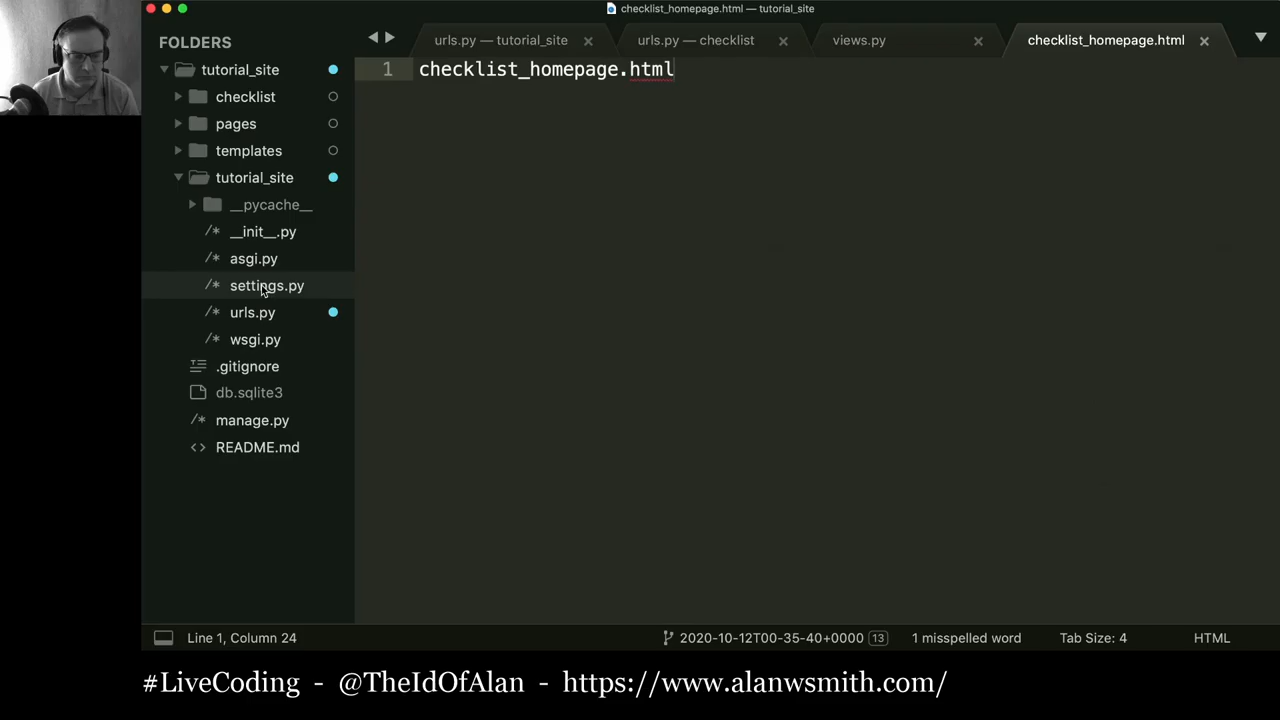 checklist_homepage.html — tutorial_site
FOLDERS
urls.py — tutorial_site
urls.py — checklist
views.py
checklist_homepage.html
tutorial_site
checklist
pages
templates
tutorial_site
__pycache__
/* __init__.py
/* asgi.py
/* settings.py
/* urls.py
/* wsgi.py
.gitignore
db.sqlite3
/* manage.py
<> README.md
1 checklist_homepage.html
Line 1, Column 24
2020-10-12T00-35-40+0000 13
1 misspelled word
Tab Size: 4
HTML
#LiveCoding - @TheIdOfAlan - https://www.alanwsmith.com/